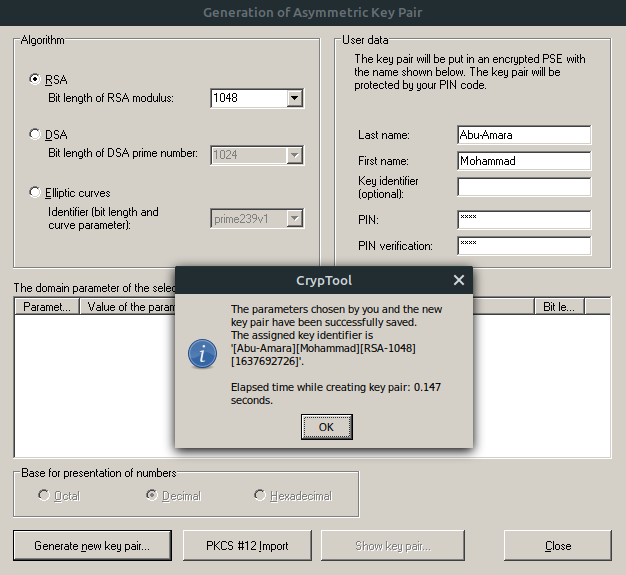 Generation of Asymmetric Key Pair
Algorithm
RSA
Bit length of RSA modulus:
1048
DSA
Bit length of DSA prime number:
1024
Elliptic curves
Identifier (bit length and
curve parameter):
prime239v1
User data
The key pair will be put in an encrypted PSE with
the name shown below. The key pair will be
protected by your PIN code.
Last name:
Abu-Amara
First name:
Mohammad
Key identifier
(optional):
PIN:
****
PIN verification:
****
The domain parameter of the selec
Paramet...
Value of the param
Bit le...
CrypTool
The parameters chosen by you and the new
key pair have been successfully saved.
The assigned key identifier is
'[Abu-Amara][Mohammad][RSA-1048]
[1637692726]'.
Elapsed time while creating key pair: 0.147
seconds.
OK
Base for presentation of numbers
Octal
Decimal
Hexadecimal
Generate new key pair...
PKCS #12 Import
Show key pair...
Close